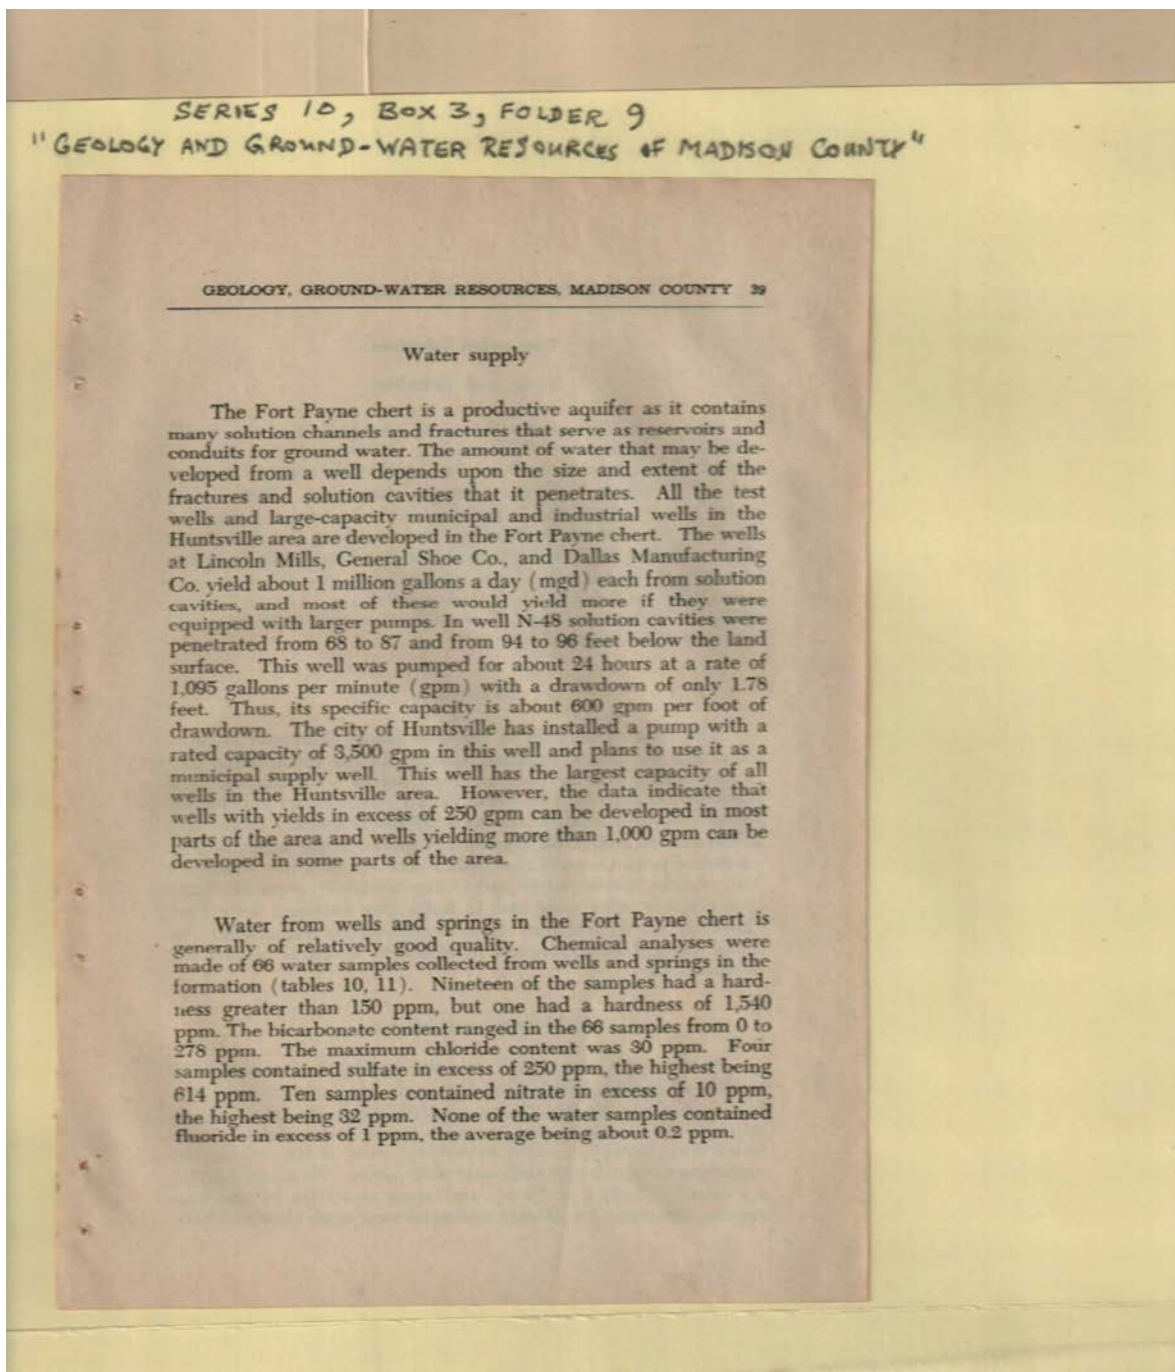 SERIES 10, BOX 3, FOLDER 9
"GEOLOGY AND GROUND-WATER RESOURCES OF MADISON COUNTY"
GEOLOGY, GROUND-WATER RESOURCES, MADISON COUNTY 39
Water supply
The Fort Payne chert is a productive aquifer as it contains
many solution channels and fractures that serve as reservoirs and
conduits for ground water. The amount of water that may be de-
veloped from a well depends upon the size and extent of the
fractures and solution cavities that it penetrates. All the test
wells and large-capacity municipal and industrial wells in the
Huntsville area are developed in the Fort Payne chert. The wells
at Lincoln Mills, General Shoe Co., and Dallas Manufacturing
Co. yield about 1 million gallons a day (mgd) each from solution
cavities, and most of these would yield more if they were
equipped with larger pumps. In well N-48 solution cavities were
penetrated from 68 to 87 and from 94 to 96 feet below the land
surface. This well was pumped for about 24 hours at a rate of
1,095 gallons per minute (gpm) with a drawdown of only 1.78
feet. Thus, its specific capacity is about 600 gpm per foot of
drawdown. The city of Huntsville has installed a pump with a
rated capacity of 3,500 gpm in this well and plans to use it as a
municipal supply well. This well has the largest capacity of all
wells in the Huntsville area. However, the data indicate that
wells with yields in excess of 250 gpm can be developed in most
parts of the area and wells yielding more than 1,000 gpm can be
developed in some parts of the area.
Water from wells and springs in the Fort Payne chert is
generally of relatively good quality. Chemical analyses were
made of 66 water samples collected from wells and springs in the
formation (tables 10, 11). Nineteen of the samples had a hard-
ness greater than 150 ppm, but one had a hardness of 1,540
ppm. The bicarbonate content ranged in the 66 samples from 0 to
278 ppm. The maximum chloride content was 30 ppm. Four
samples contained sulfate in excess of 250 ppm, the highest being
614 ppm. Ten samples contained nitrate in excess of 10 ppm,
the highest being 32 ppm. None of the water samples contained
fluoride in excess of 1 ppm, the average being about 0.2 ppm.